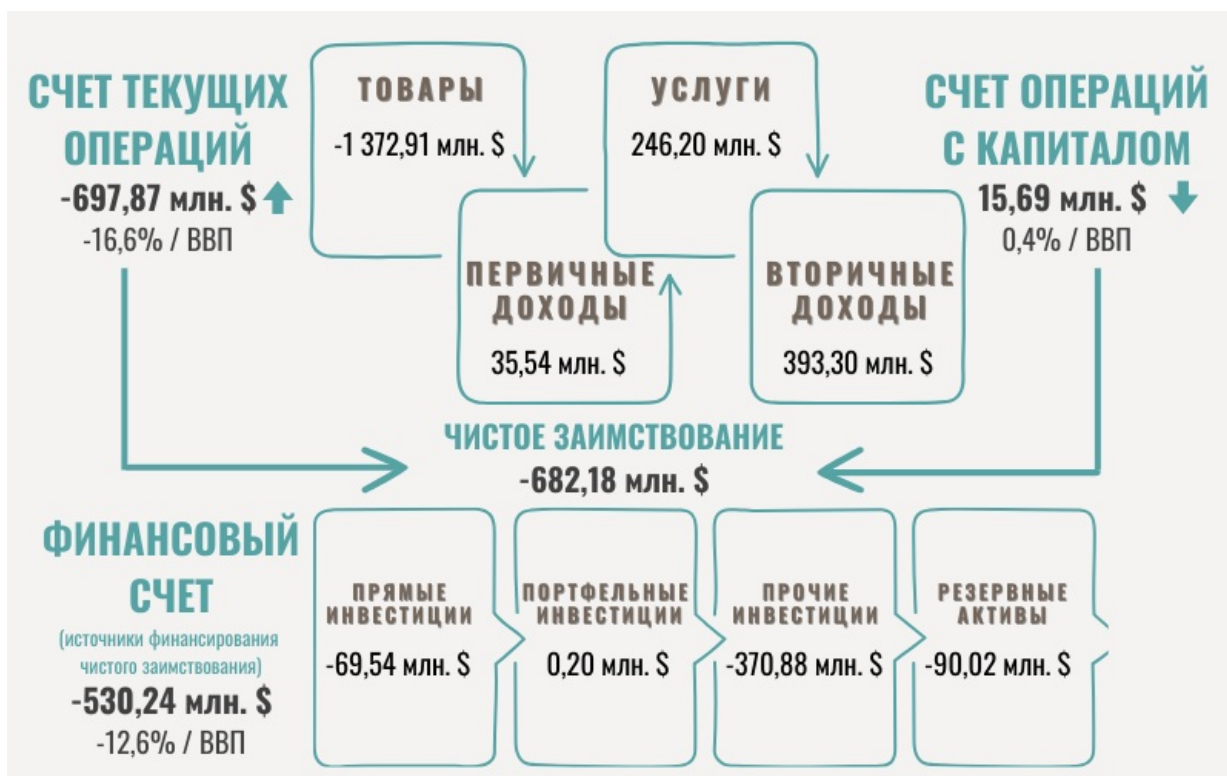 СЧЕТ ТЕКУЩИХ
ОПЕРАЦИЙ
-697,87 млн. $
-16,6% / ВВП
ТОВАРЫ
-1 372,91 млн. $
УСЛУГИ
246,20 млн. $
СЧЕТ ОПЕРАЦИЙ
С КАПИТАЛОМ
15,69 млн. $
0,4% / ВВП
ПЕРВИЧНЫЕ
ДОХОДЫ
35,54 млн. $
ВТОРИЧНЫЕ
ДОХОДЫ
393,30 млн. $
ЧИСТОЕ ЗАИМСТВОВАНИЕ
-682,18 млн. $
ФИНАНСОВЫЙ
СЧЕТ
(источники финансирования
чистого заимствования)
-530,24 млн. $
-12,6% / ВВП
ПРЯМЫЕ
ИНВЕСТИЦИИ
-69,54 млн. $
ПОРТФЕЛЬНЫЕ
ИНВЕСТИЦИИ
0,20 млн. $
ПРОЧИЕ
ИНВЕСТИЦИИ
-370,88 млн. $
РЕЗЕРВНЫЕ
АКТИВЫ
-90,02 млн. $